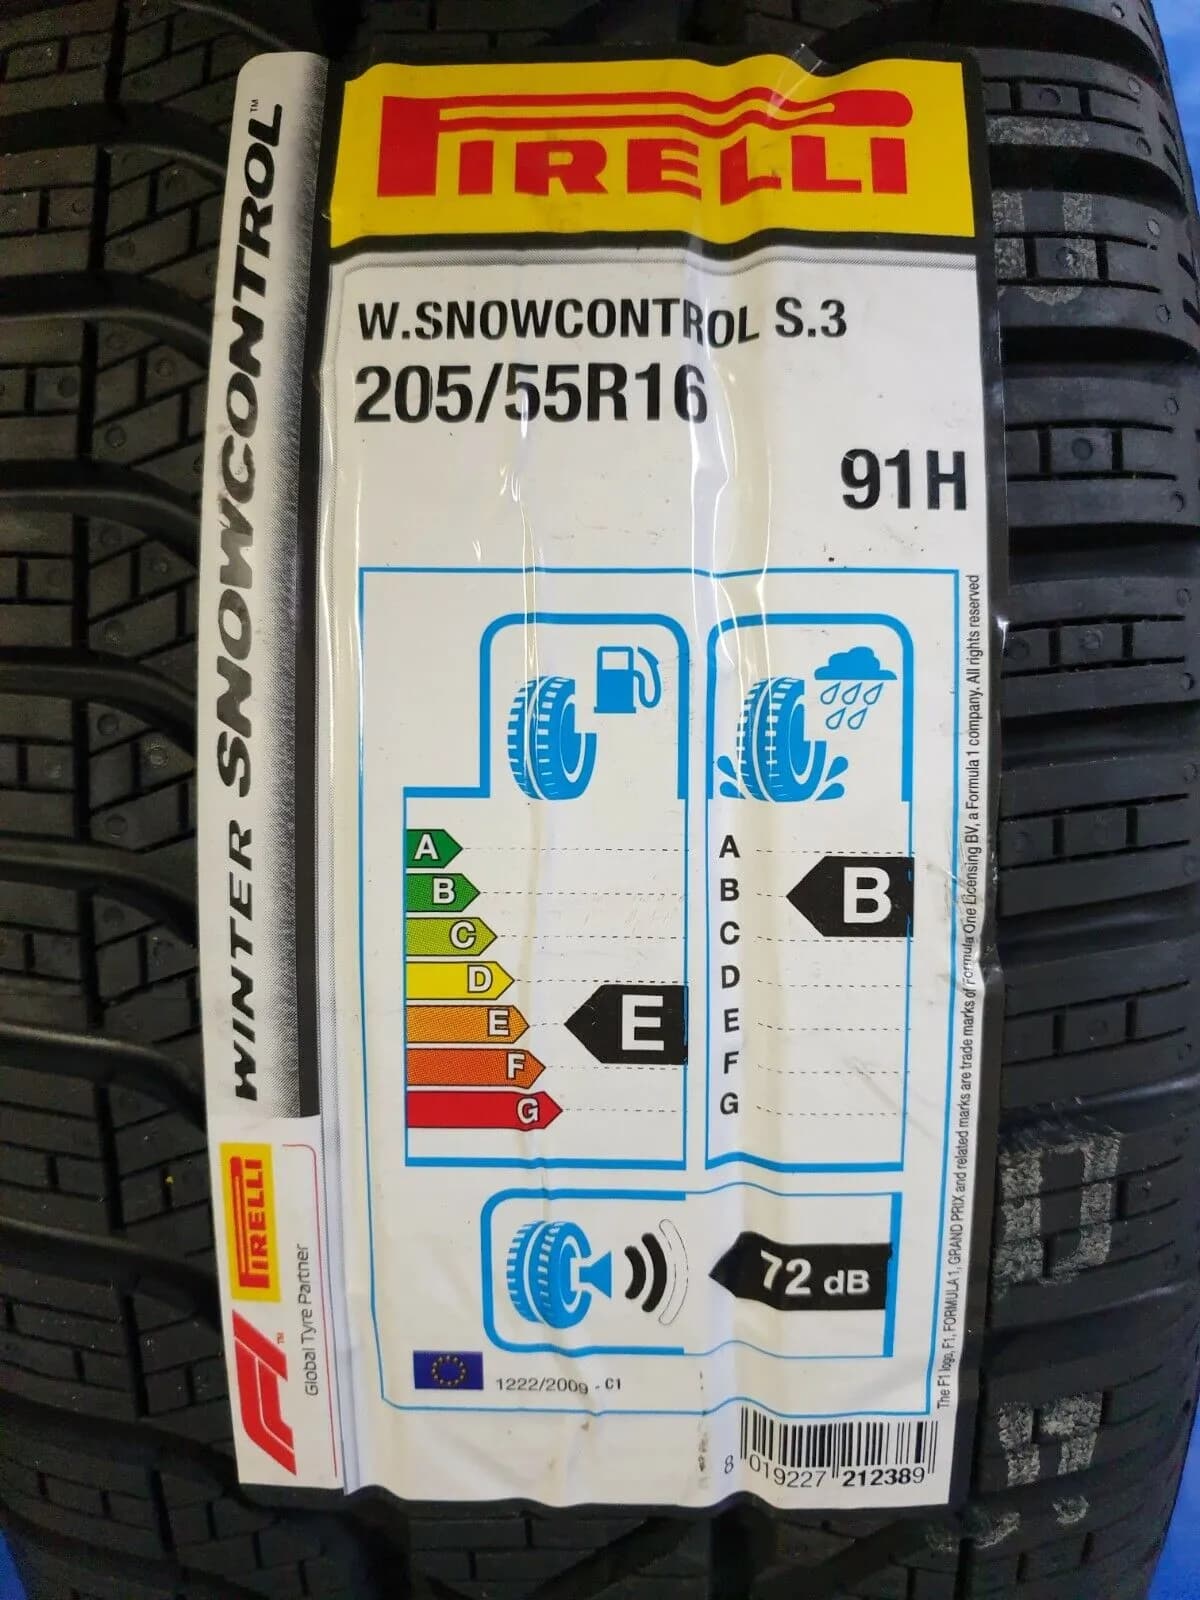 PIRELLI
W.SNOWCONTROL S.3
205/55R16
91H
WINTER SNOWCONTROL™
A
B
C
D
E
F
G
E
A
B
C
D
E
F
G
B
72 dB
1222/2009 - C1
8 019227 212389
The F1 logo, F1, FORMULA 1, GRAND PRIX and related marks are trade marks of Formula One Licensing BV, a Formula 1 company. All rights reserved
PIRELLI
F1™
Global Tyre Partner